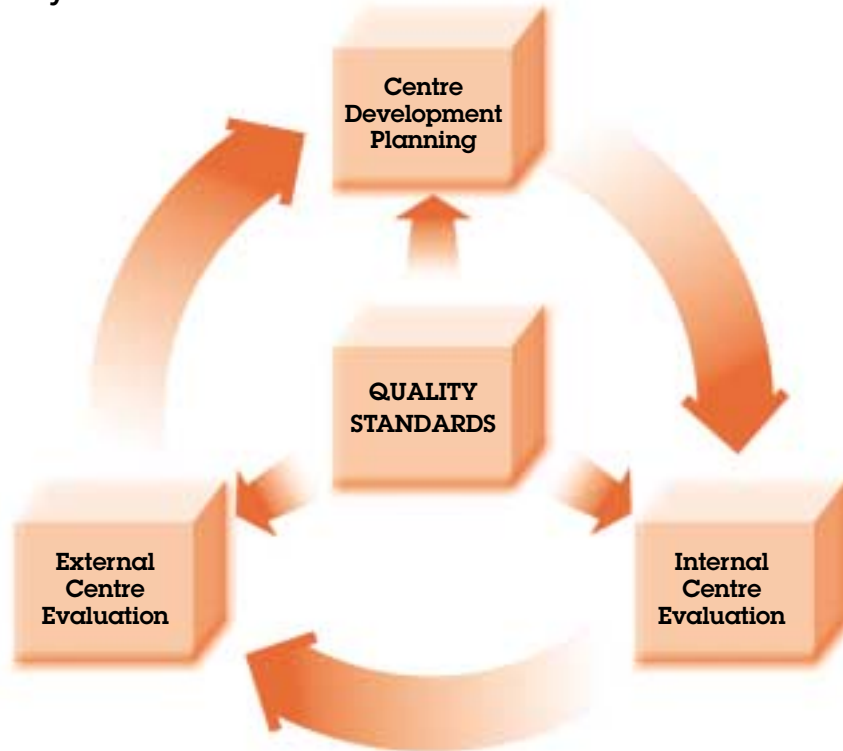 Centre
Development
Planning
QUALITY
STANDARDS
External
Centre
Evaluation
Internal
Centre
Evaluation